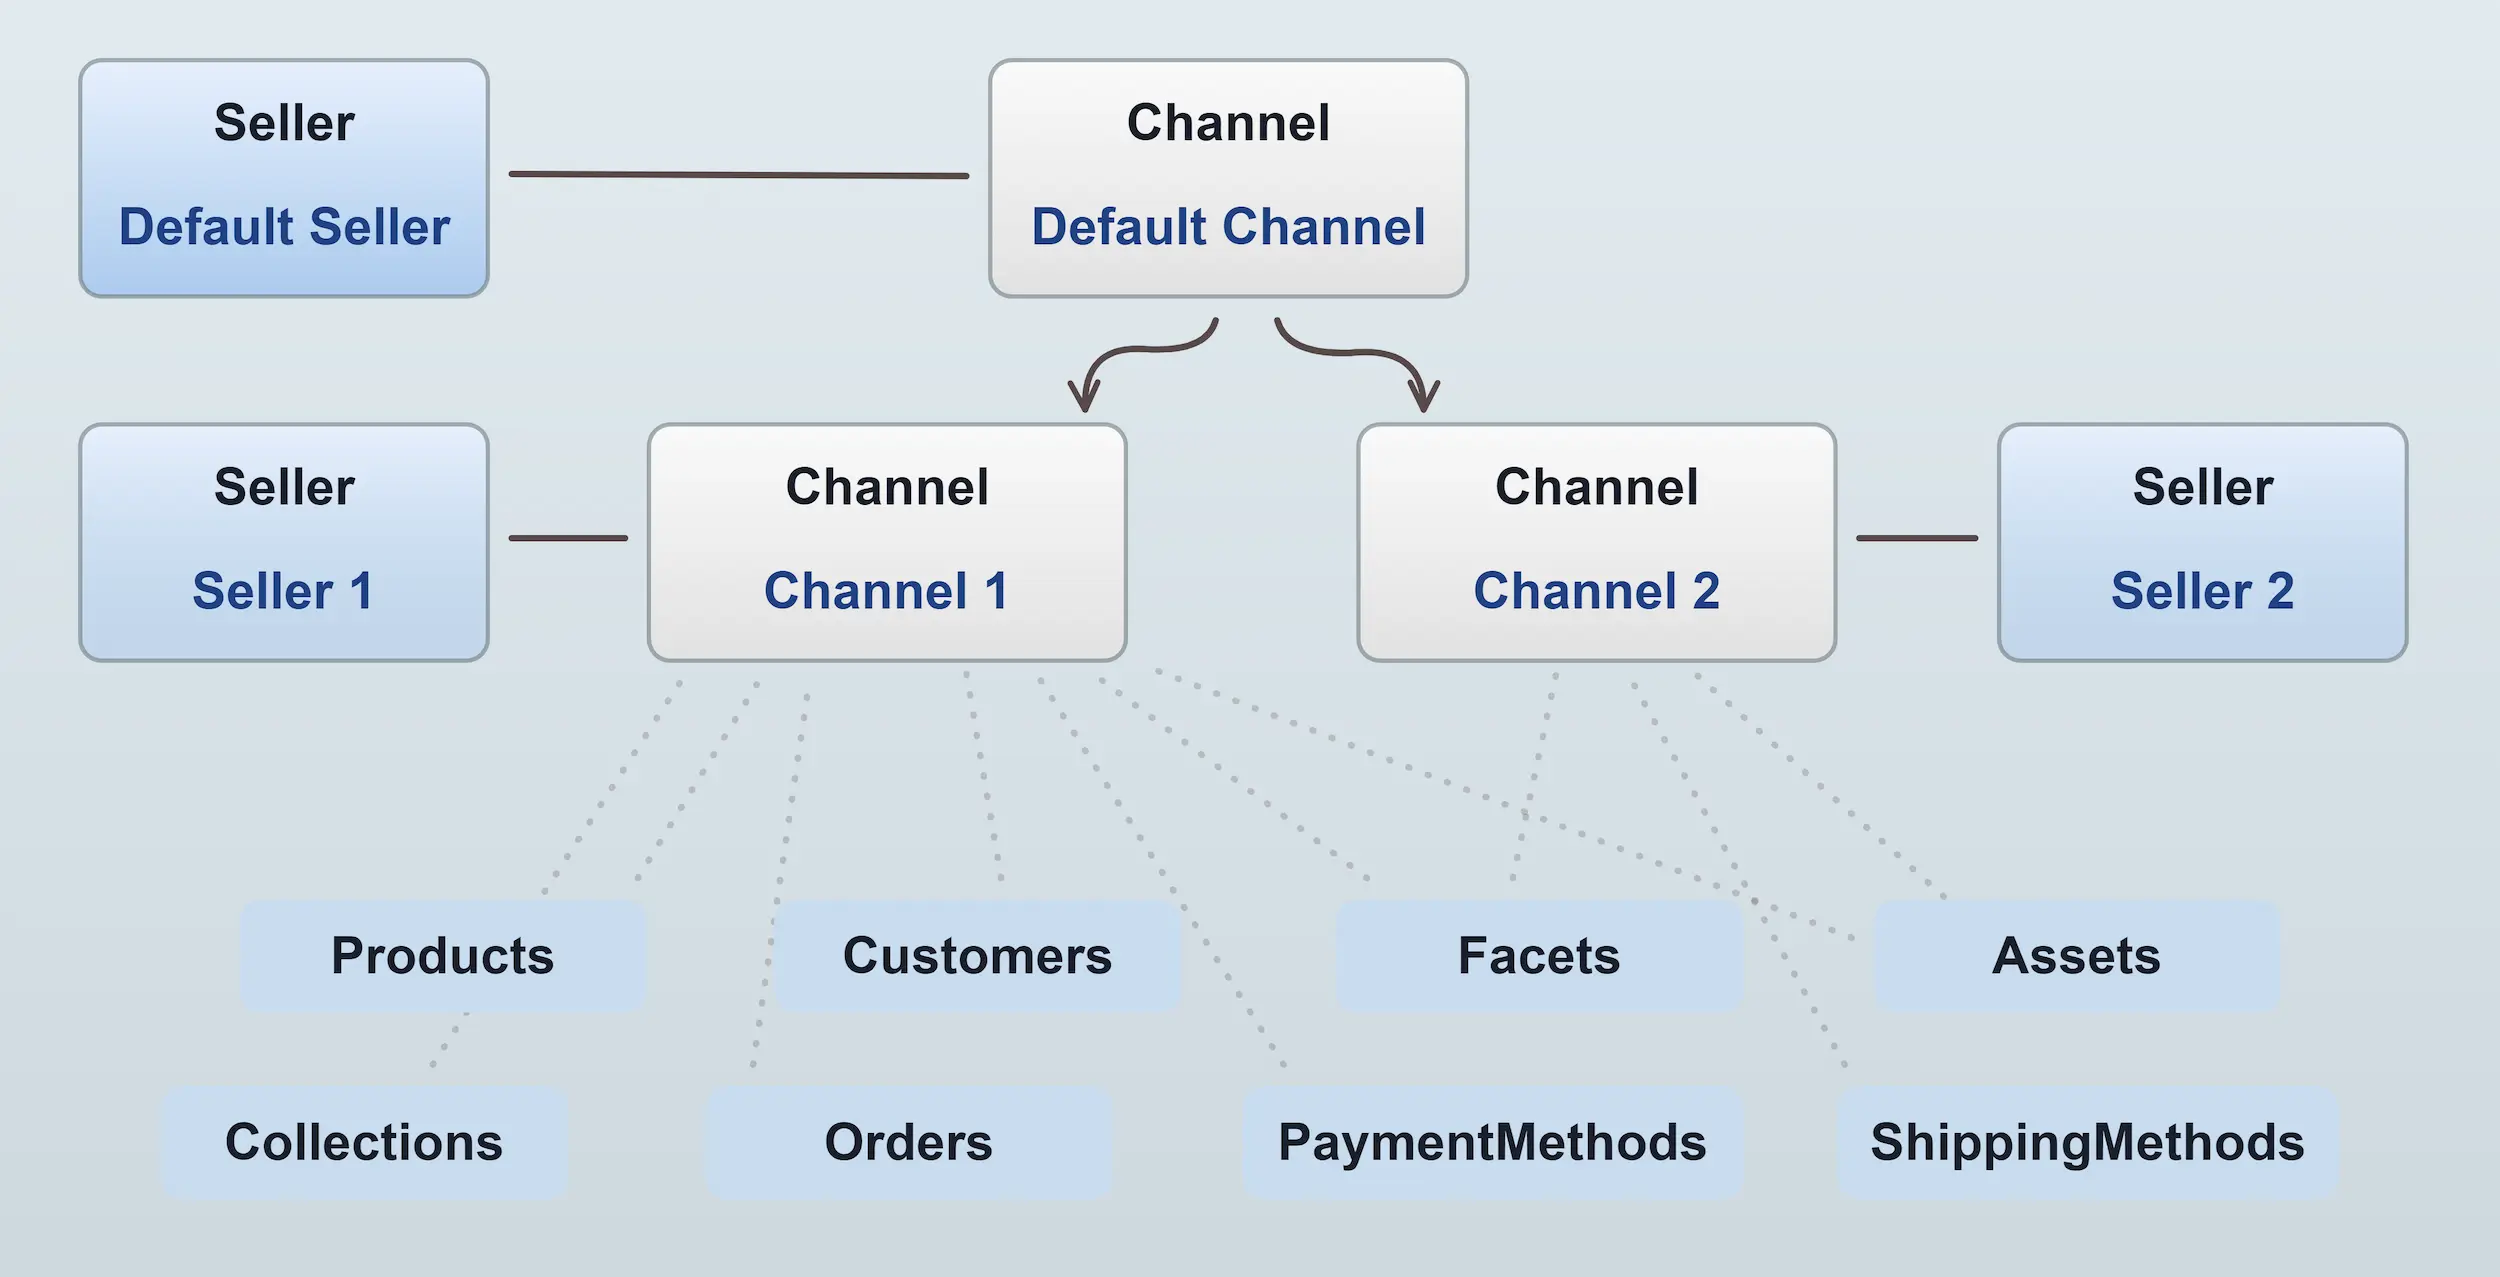 Seller
Default Seller
Channel
Default Channel
Seller
Seller 1
Channel
Channel 1
Channel
Channel 2
Seller
Seller 2
Products
Customers
Facets
Assets
Collections
Orders
PaymentMethods
ShippingMethods